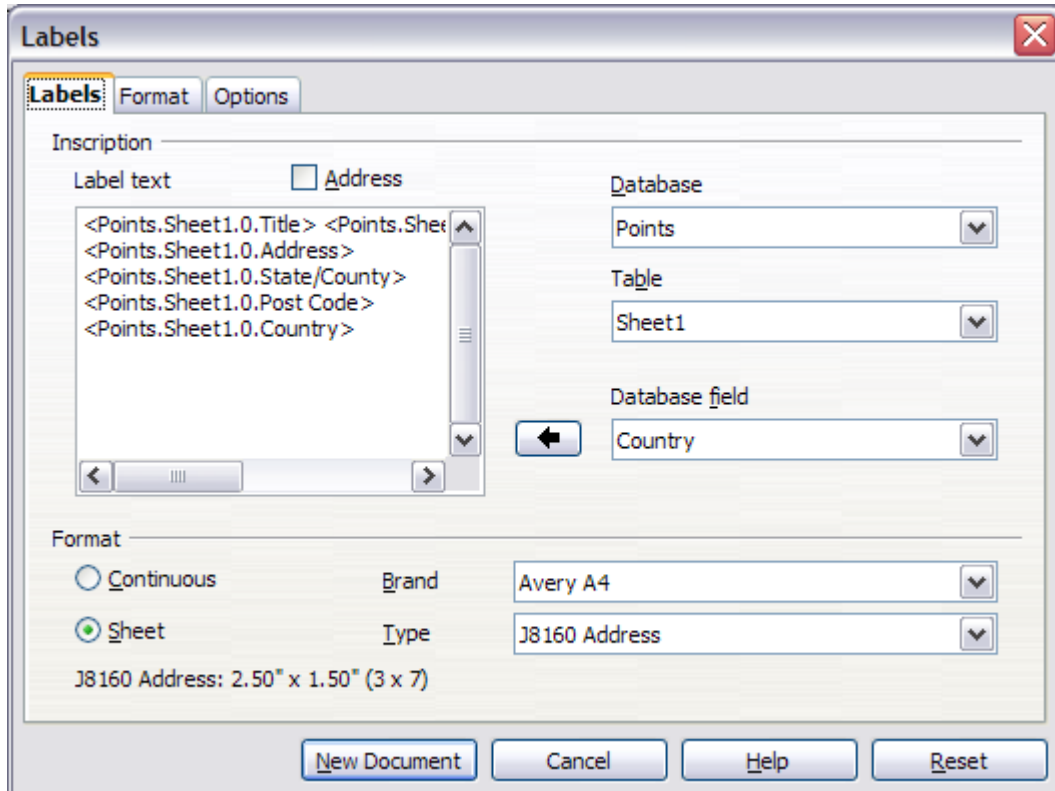 Labels
Labels Format Options
Inscription
Label text Address
<Points.Sheet1.0.Title> <Points.Shee
<Points.Sheet1.0.Address>
<Points.Sheet1.0.State/County>
<Points.Sheet1.0.Post Code>
<Points.Sheet1.0.Country>
Database
Points
Table
Sheet1
Database field
Country
Format
Continuous Brand Avery A4
Sheet Type J8160 Address
J8160 Address: 2.50" x 1.50" (3 x 7)
New Document Cancel Help Reset